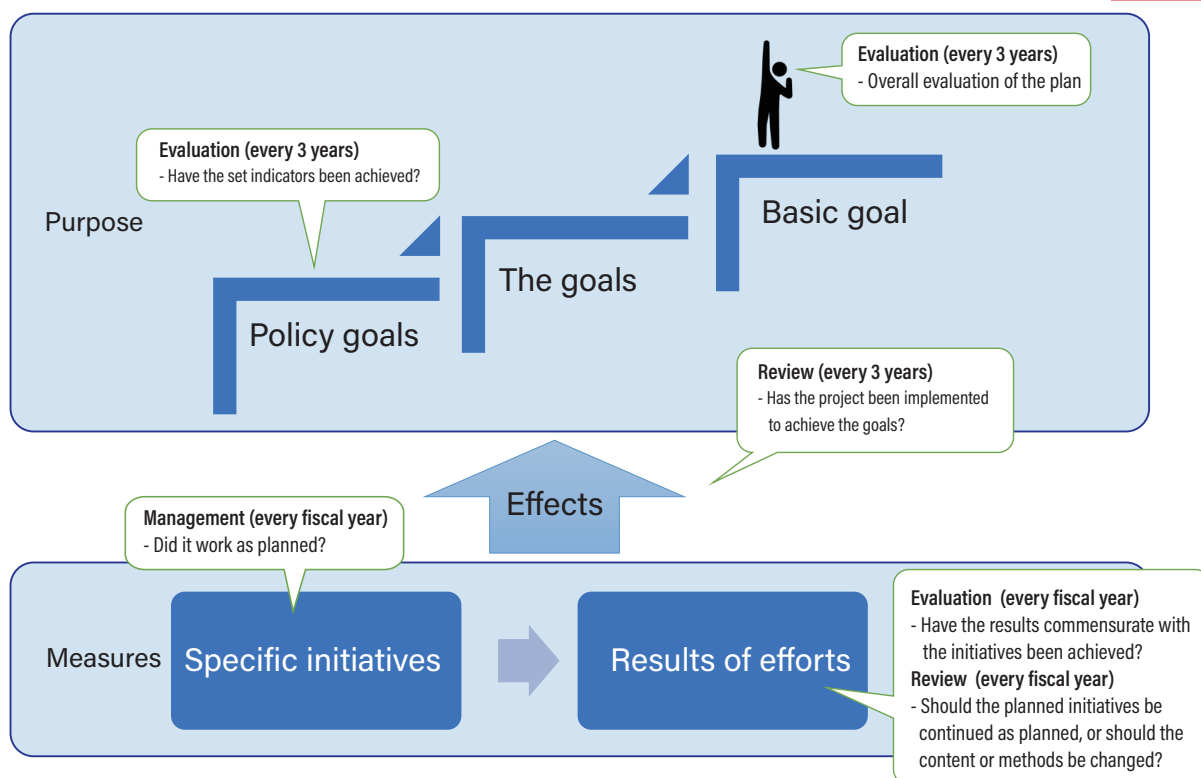 Evaluation (every 3 years)
- Overall evaluation of the plan
Evaluation (every 3 years)
- Have the set indicators been achieved?
Purpose
Basic goal
The goals
Policy goals
Review (every 3 years)
- Has the project been implemented
to achieve the goals?
Effects
Management (every fiscal year)
- Did it work as planned?
Measures
Specific initiatives
Results of efforts
Evaluation (every fiscal year)
- Have the results commensurate with
the initiatives been achieved?
Review (every fiscal year)
- Should the planned initiatives be
continued as planned, or should the
content or methods be changed?